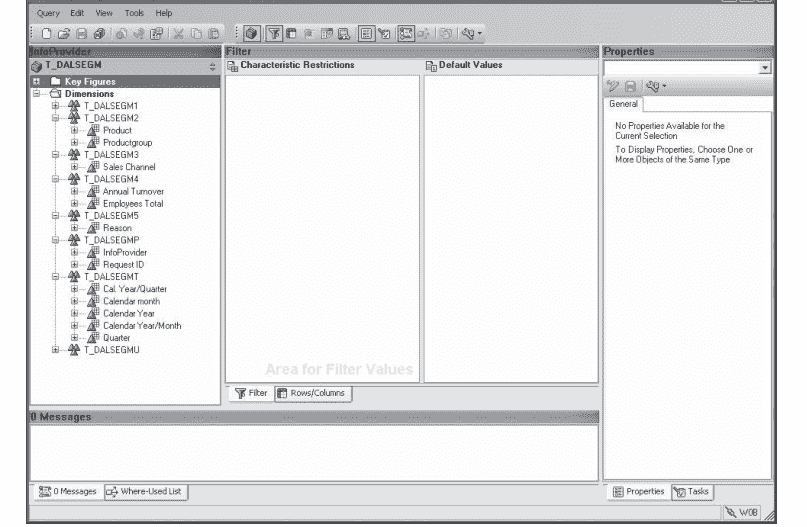 Query Edit View Tools Help
InfoProvider
Filter
Properties
T_DALSEGM
Characteristic Restrictions
Default Values
Key Figures
Dimensions
T_DALSEGM1
T_DALSEGM2
Product
Productgroup
T_DALSEGM3
Sales Channel
T_DALSEGM4
Annual Turnover
Employees Total
T_DALSEGM5
Reason
T_DALSEGMP
InfoProvider
Request ID
T_DALSEGMT
Cal. Year/Quarter
Calendar month
Calendar Year
Calendar Year/Month
Quarter
T_DALSEGMU
Area for Filter Values
Filter
Rows/Columns
General
No Properties Available for the
Current Selection
To Display Properties, Choose One or
More Objects of the Same Type
0 Messages
0 Messages
Where-Used List
Properties
Tasks
W0B